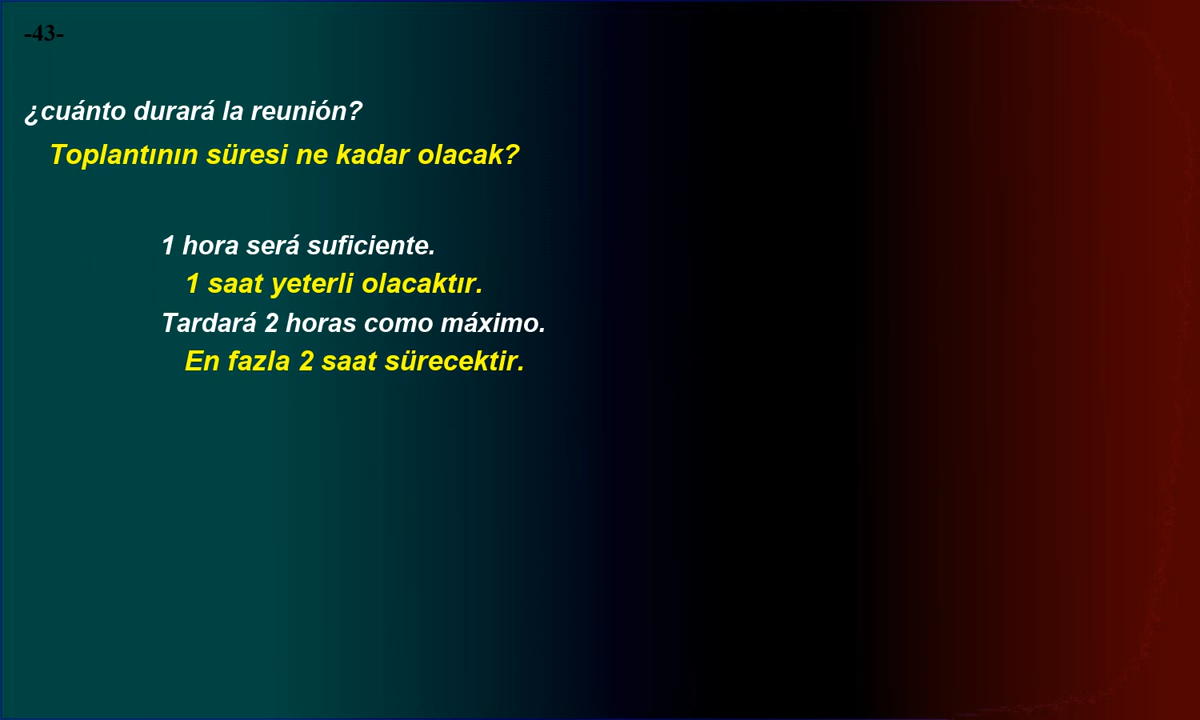 -43-
¿cuánto durará la reunión?
Toplantının süresi ne kadar olacak?
1 hora será suficiente.
1 saat yeterli olacaktır.
Tardará 2 horas como máximo.
En fazla 2 saat sürecektir.